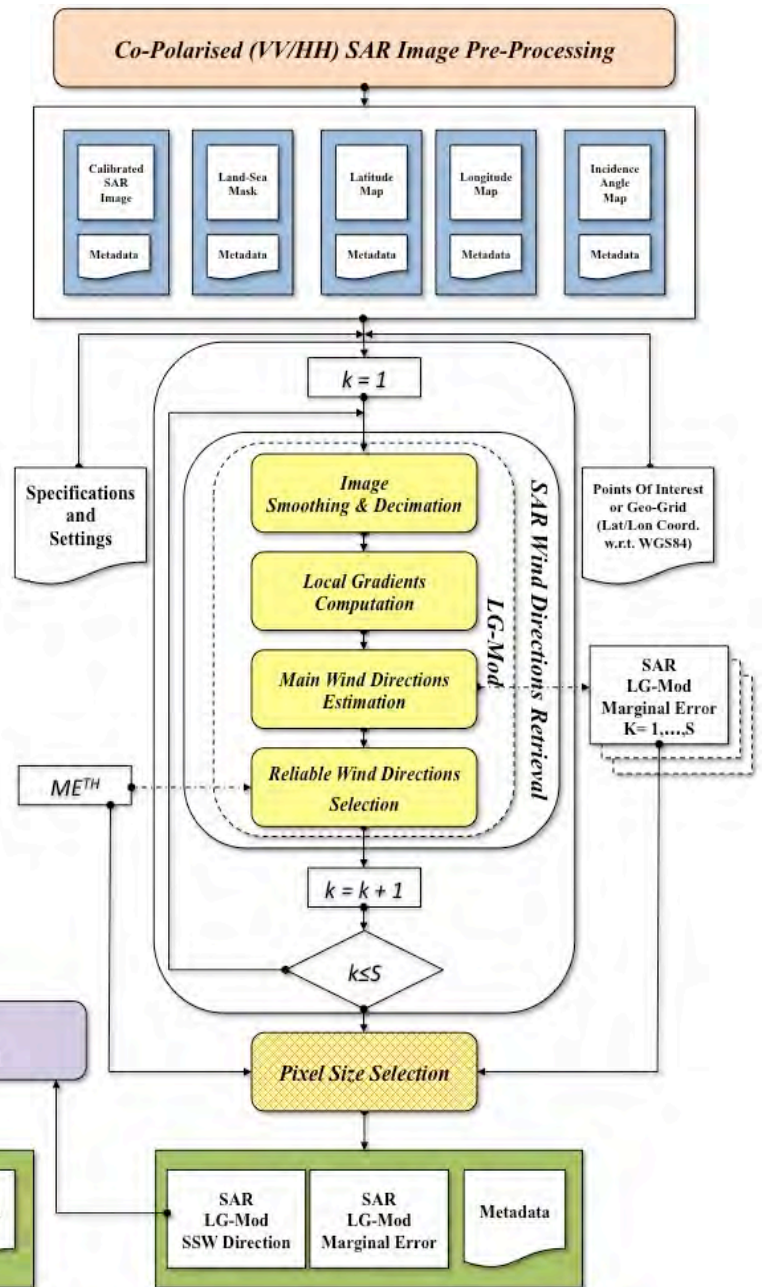 Co-Polarised (VV/HH) SAR Image Pre-Processing
Calibrated
SAR
Image
Metadata
Land-Sea
Mask
Metadata
Latitude
Map
Metadata
Longitude
Map
Metadata
Incidence
Angle
Map
Metadata
k = 1
Specifications
and
Settings
Points Of Interest
or Geo-Grid
(Lat/Lon Coord.
w.r.t. WGS84)
Image
Smoothing & Decimation
Local Gradients
Computation
Main Wind Directions
Estimation
Reliable Wind Directions
Selection
LG-Mod
SAR Wind Directions Retrieval
SAR
LG-Mod
Marginal Error
K= 1,...,S
MEᵀᴴ
k = k + 1
k≤S
Pixel Size Selection
SAR
LG-Mod
SSW Direction
SAR
LG-Mod
Marginal Error
Metadata